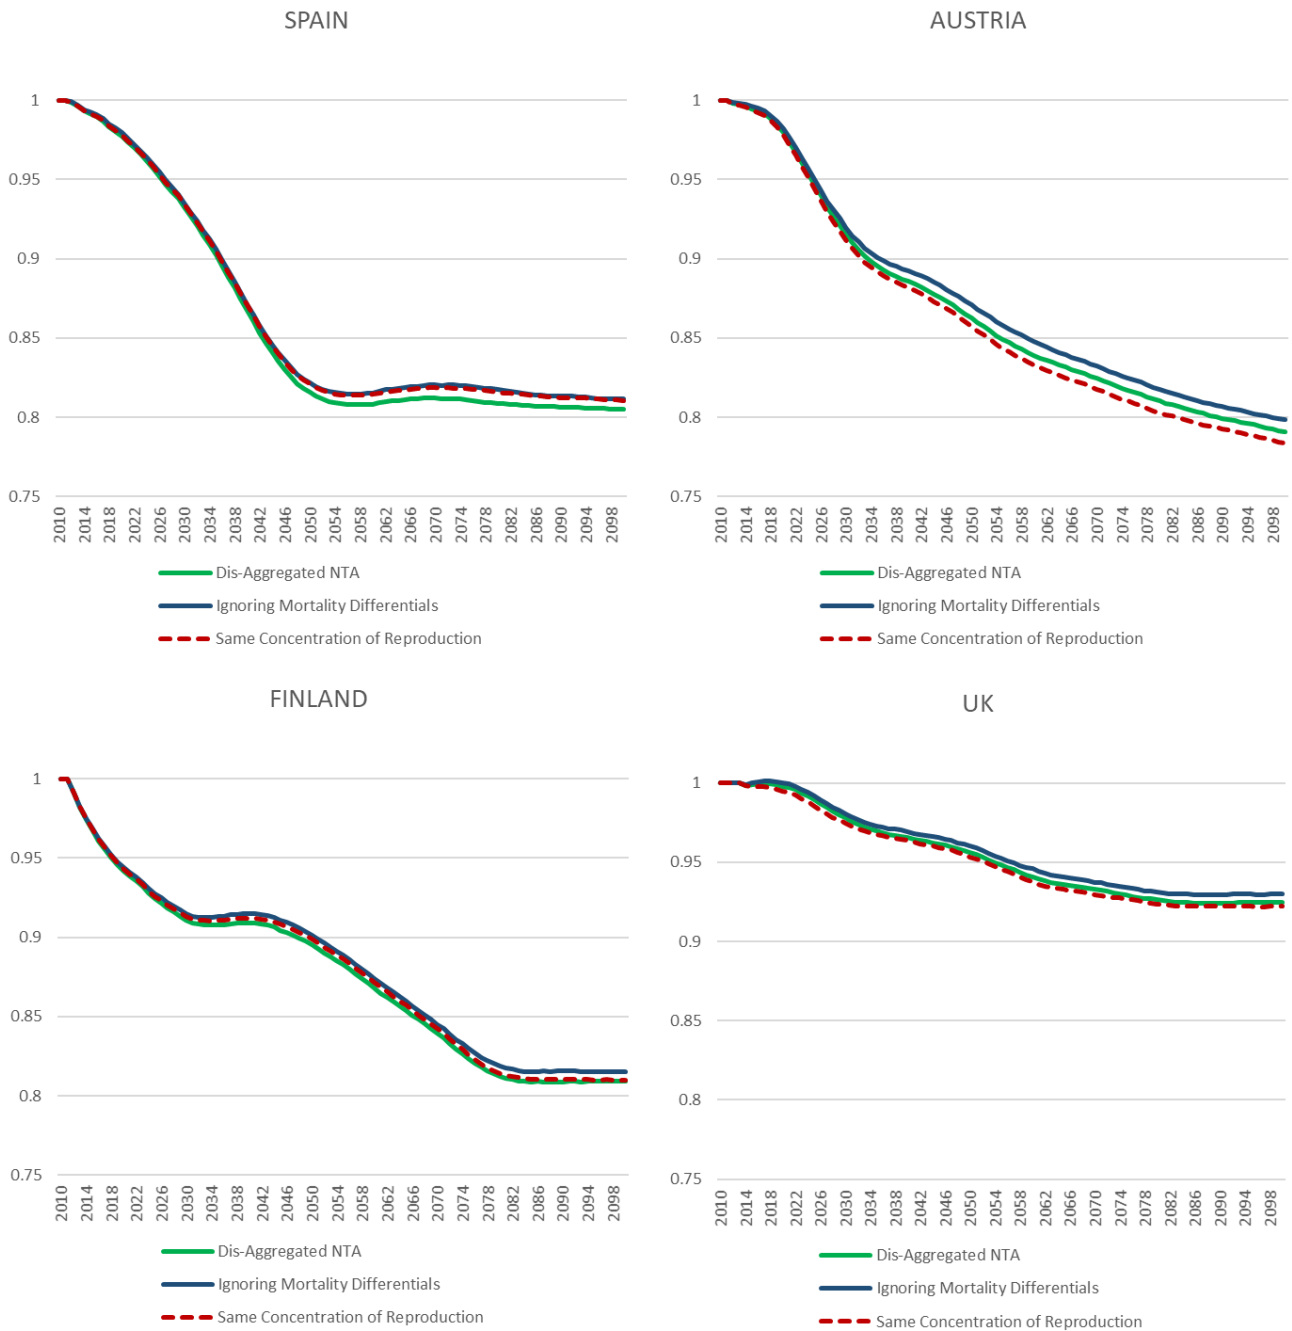 SPAIN
1
0.95
0.9
0.85
0.8
0.75
2010 2014 2018 2022 2026 2030 2034 2038 2042 2046 2050 2054 2058 2062 2066 2070 2074 2078 2082 2086 2090 2094 2098
Dis-Aggregated NTA
Ignoring Mortality Differentials
Same Concentration of Reproduction
AUSTRIA
1
0.95
0.9
0.85
0.8
0.75
2010 2014 2018 2022 2026 2030 2034 2038 2042 2046 2050 2054 2058 2062 2066 2070 2074 2078 2082 2086 2090 2094 2098
Dis-Aggregated NTA
Ignoring Mortality Differentials
Same Concentration of Reproduction
FINLAND
1
0.95
0.9
0.85
0.8
0.75
2010 2014 2018 2022 2026 2030 2034 2038 2042 2046 2050 2054 2058 2062 2066 2070 2074 2078 2082 2086 2090 2094 2098
Dis-Aggregated NTA
Ignoring Mortality Differentials
Same Concentration of Reproduction
UK
1
0.95
0.9
0.85
0.8
0.75
2010 2014 2018 2022 2026 2030 2034 2038 2042 2046 2050 2054 2058 2062 2066 2070 2074 2078 2082 2086 2090 2094 2098
Dis-Aggregated NTA
Ignoring Mortality Differentials
Same Concentration of Reproduction